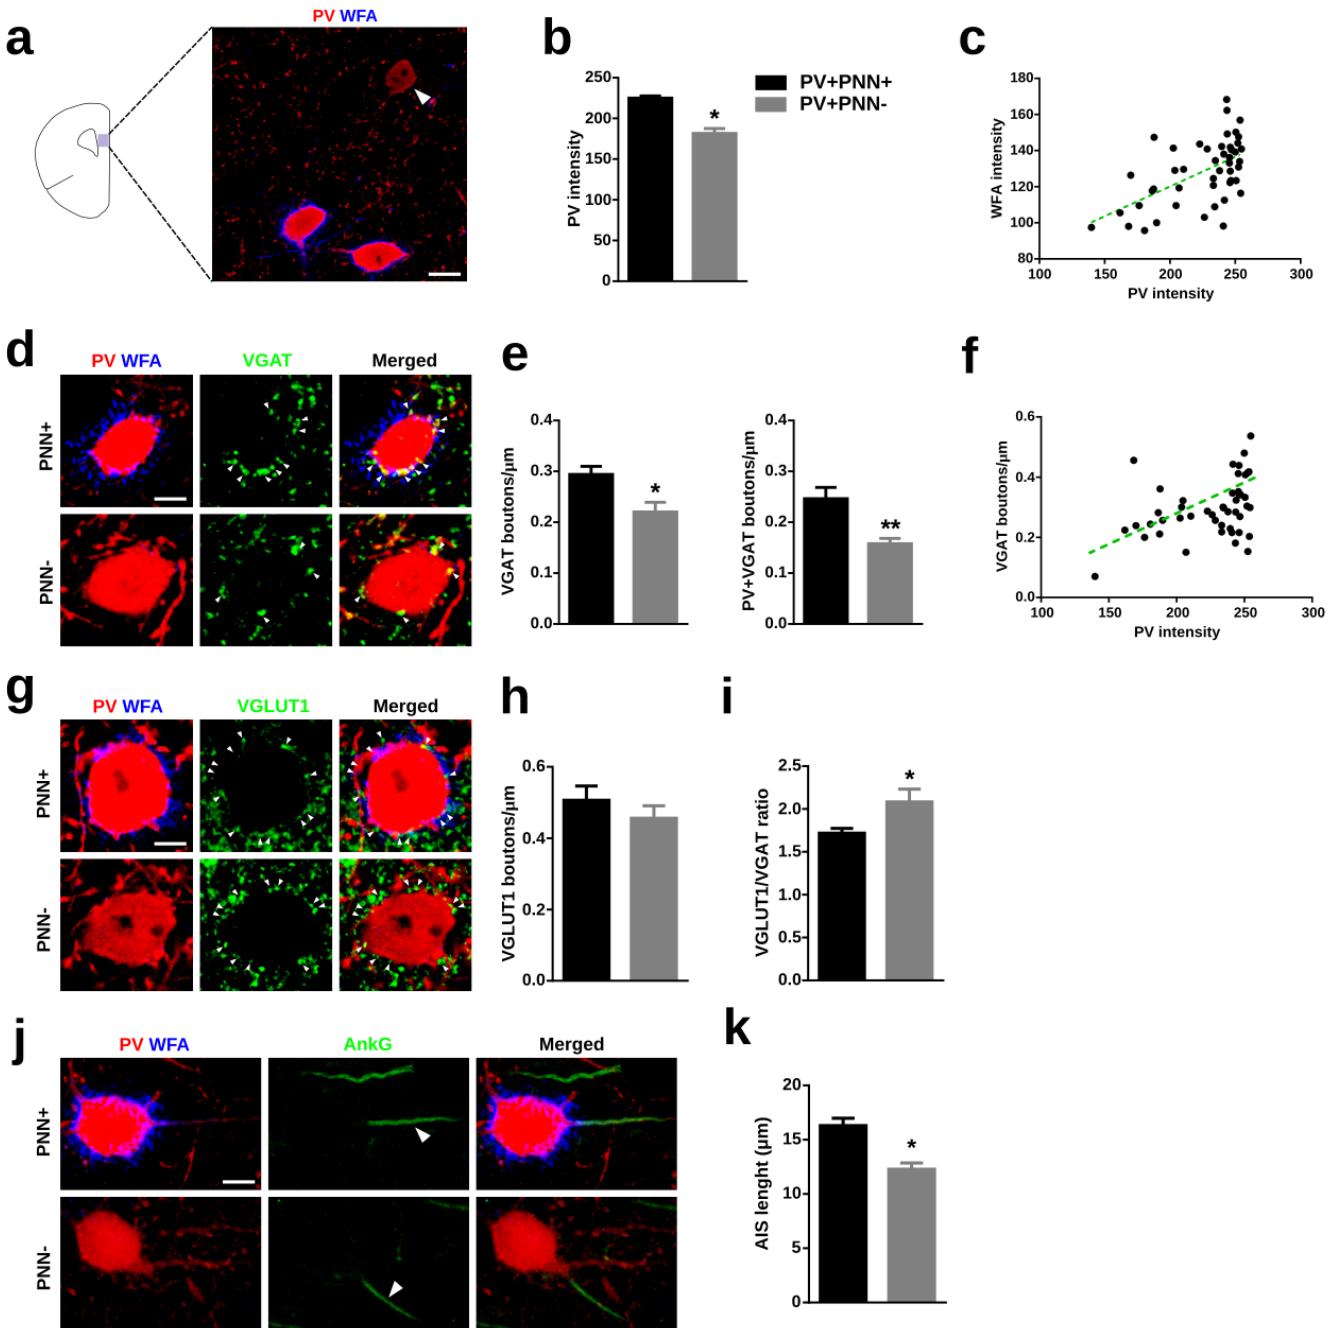 a
PV WFA
b
PV intensity
250
200
150
100
50
0
*
PV+PNN+
PV+PNN-
c
WFA intensity
180
160
140
120
100
80
100 150 200 250 300
PV intensity
d
PV WFA VGAT Merged
PNN+
PNN-
e
VGAT boutons/µm
0.4
0.3
0.2
0.1
0.0
*
PV+VGAT boutons/µm
0.4
0.3
0.2
0.1
0.0
**
f
VGAT boutons/µm
0.6
0.4
0.2
0.0
100 150 200 250 300
PV intensity
g
PV WFA VGLUT1 Merged
PNN+
PNN-
h
VGLUT1 boutons/µm
0.6
0.4
0.2
0.0
i
VGLUT1/VGAT ratio
2.5
2.0
1.5
1.0
0.5
0.0
*
j
PV WFA AnkG Merged
PNN+
PNN-
k
AIS lenght (µm)
20
15
10
5
0
*